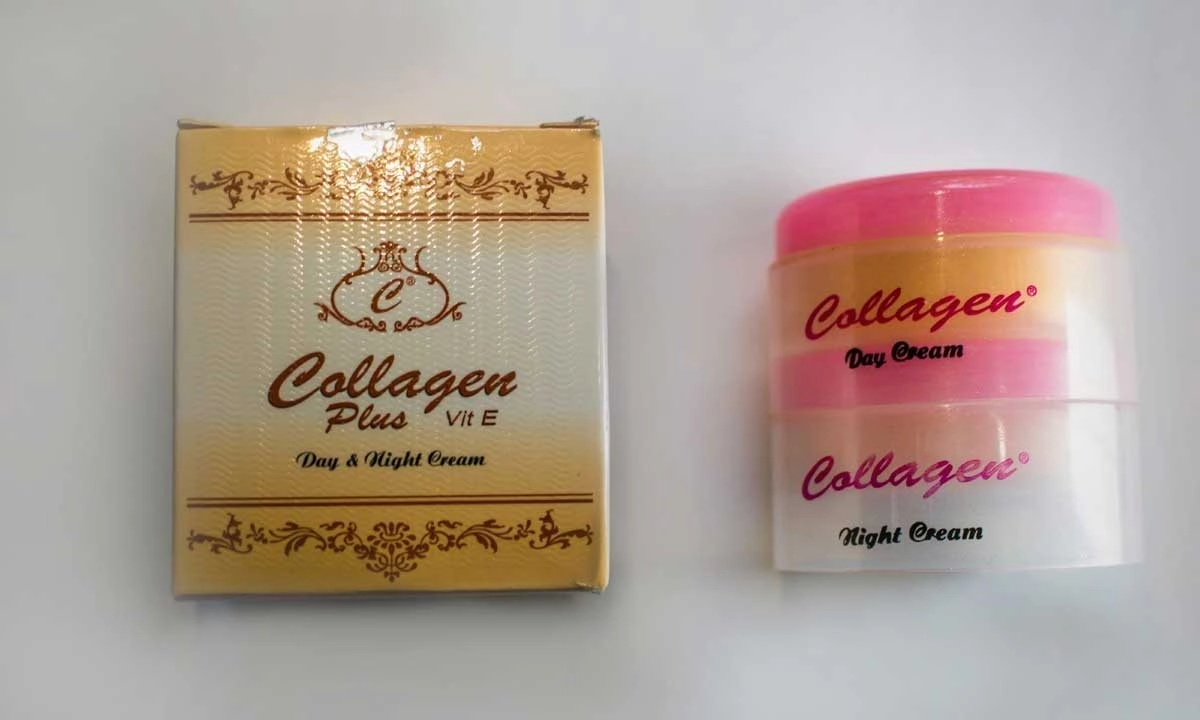 C®
Collagen
Plus Vit E
Day & Night Cream
Collagen®
Day Cream
Collagen®
Night Cream